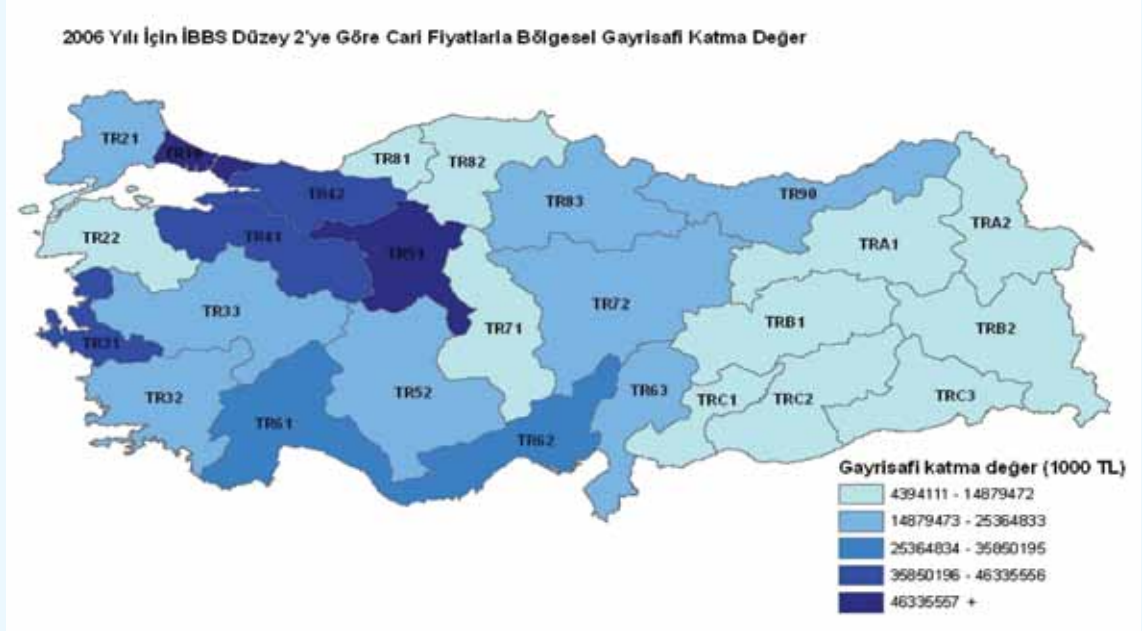 2006 Yılı İçin İBBS Düzey 2'ye Göre Cari Fiyatlarla Bölgesel Gayrisafi Katma Değer
TR21
TR81
TR82
TR42
TR83
TR90
TRA2
TR22
TR41
TR51
TRA1
TR33
TR72
TR71
TRB1
TRB2
TR31
TR32
TR52
TR63
TRC1
TRC2
TRC3
TR61
TR62
Gayrisafi katma değer (1000 TL)
4394111 - 14879472
14879473 - 25364833
25364834 - 35850195
35850196 - 46335556
46335557 +